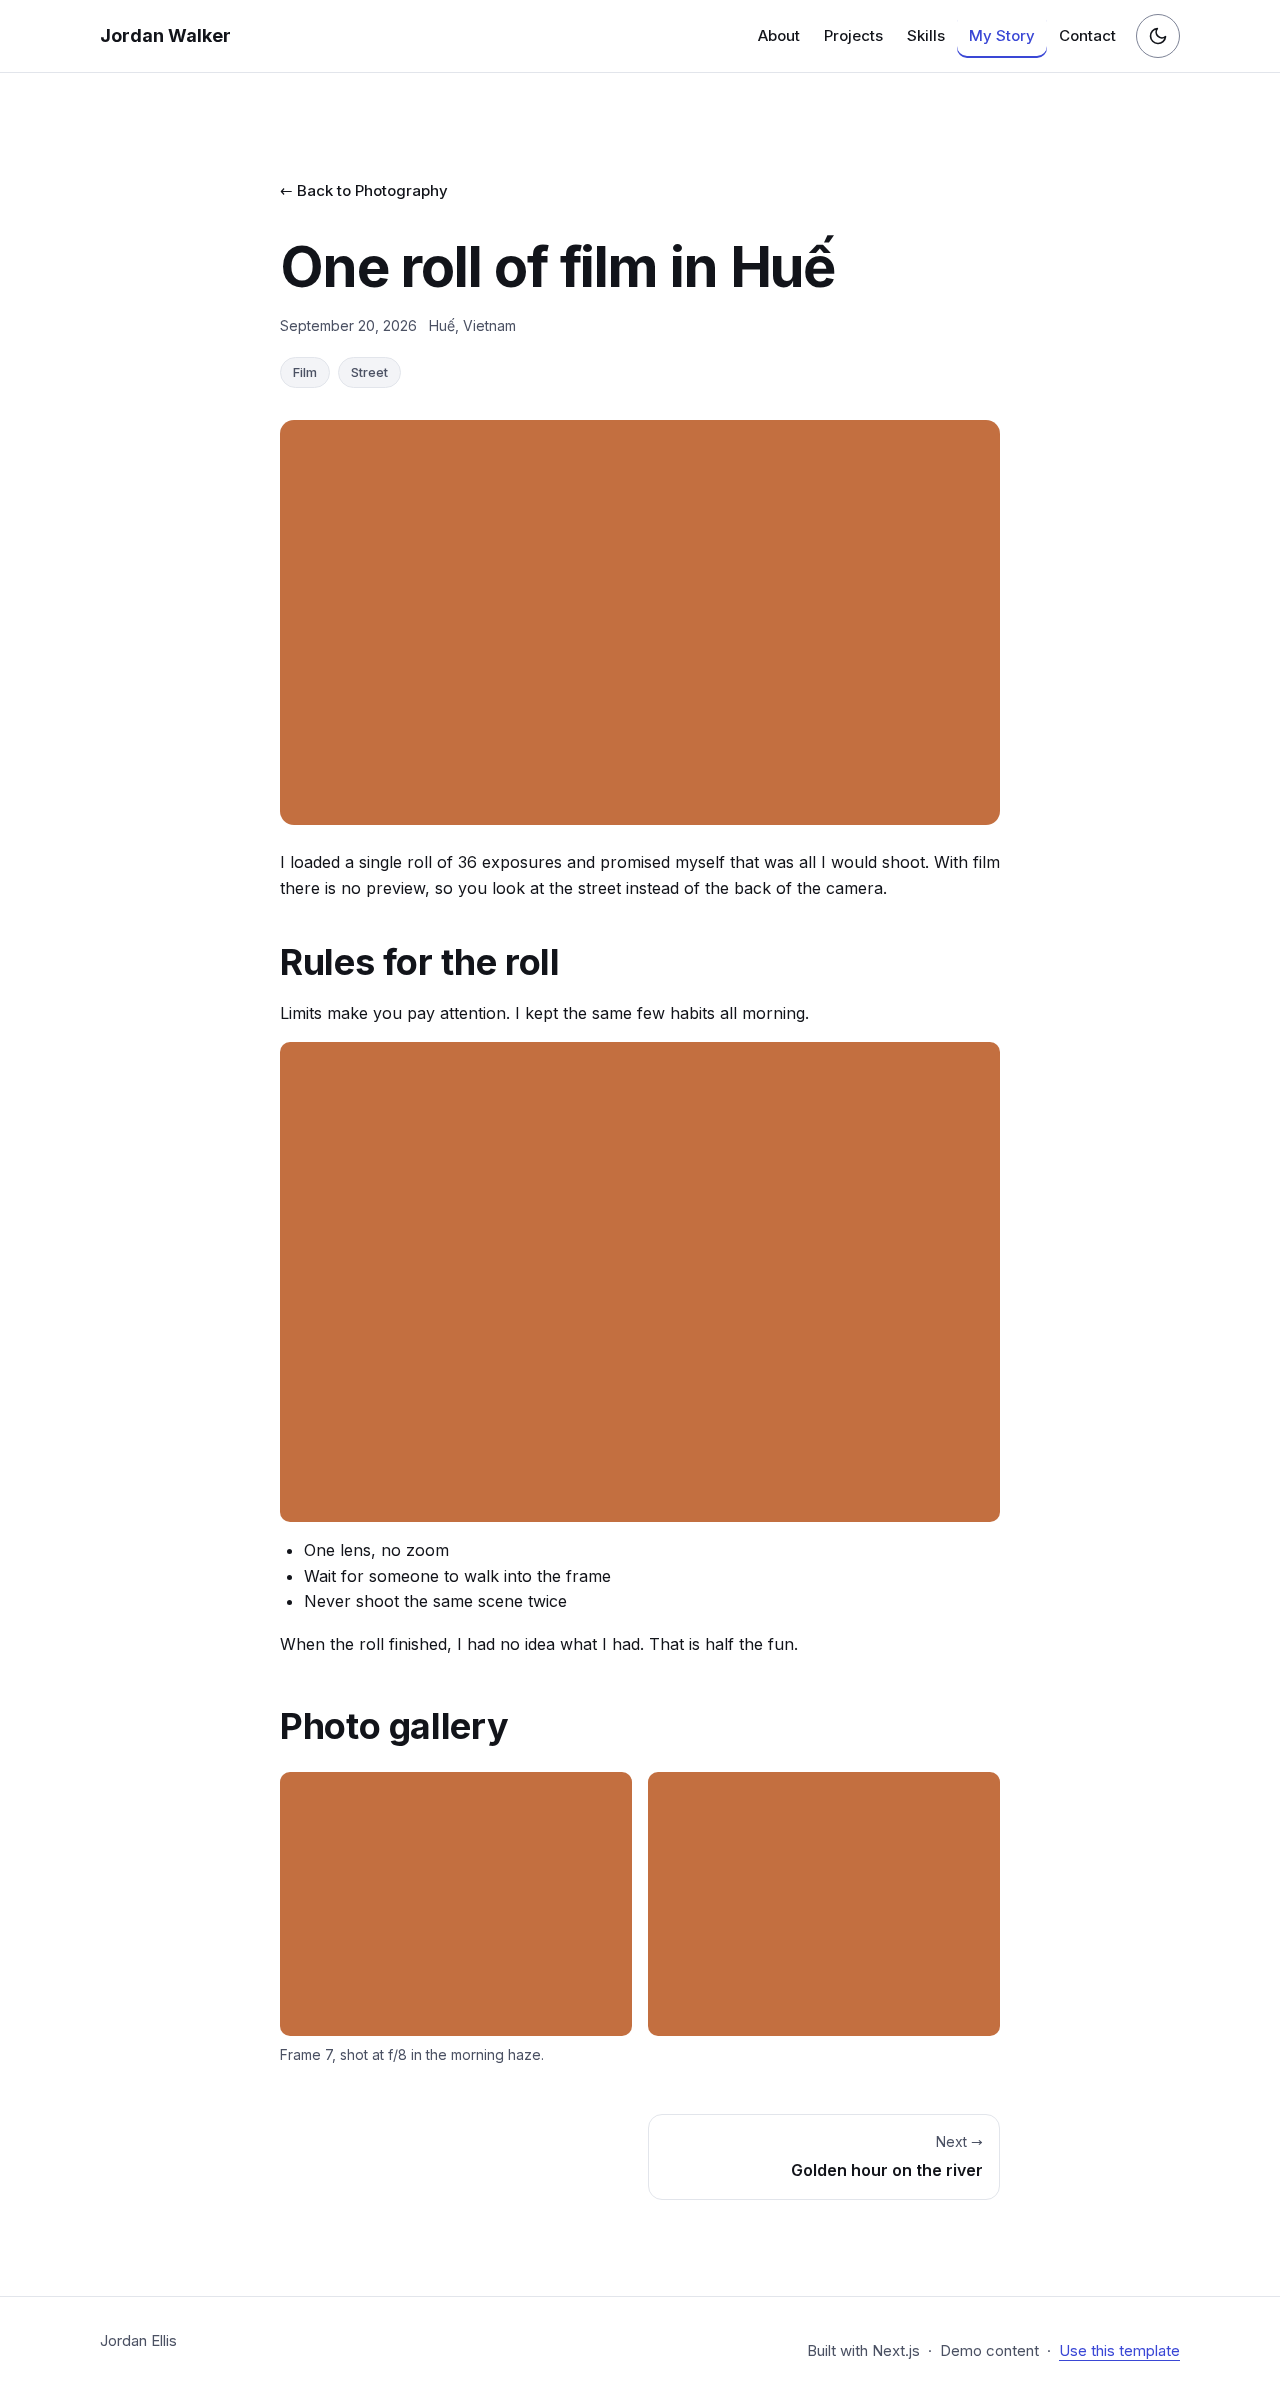 Jordan Walker
About Projects Skills My Story Contact
← Back to Photography
One roll of film in Huế
September 20, 2026 Huế, Vietnam
Film Street
I loaded a single roll of 36 exposures and promised myself that was all I would shoot. With film
there is no preview, so you look at the street instead of the back of the camera.
Rules for the roll
Limits make you pay attention. I kept the same few habits all morning.
• One lens, no zoom
• Wait for someone to walk into the frame
• Never shoot the same scene twice
When the roll finished, I had no idea what I had. That is half the fun.
Photo gallery
Frame 7, shot at f/8 in the morning haze.
Next →
Golden hour on the river
Jordan Ellis
Built with Next.js · Demo content · Use this template